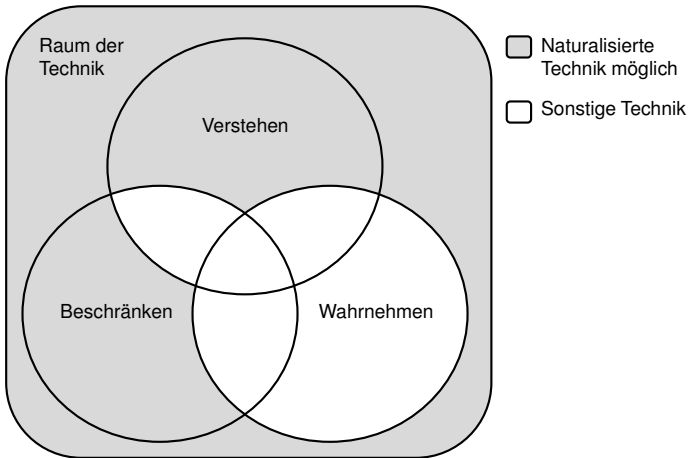 Raum der
Technik
Verstehen
Beschränken
Wahrnehmen
Naturalisierte
Technik möglich
Sonstige Technik